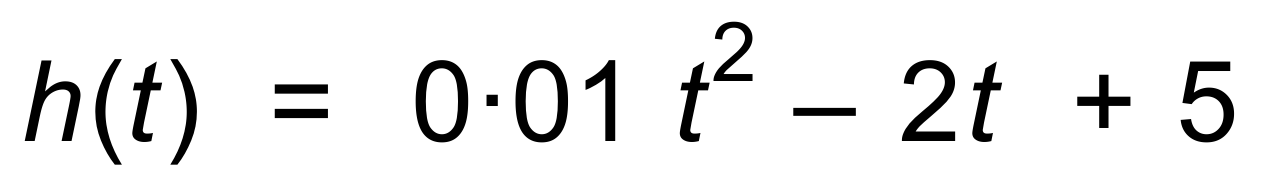 h(t) = 0·01 t² – 2t + 5